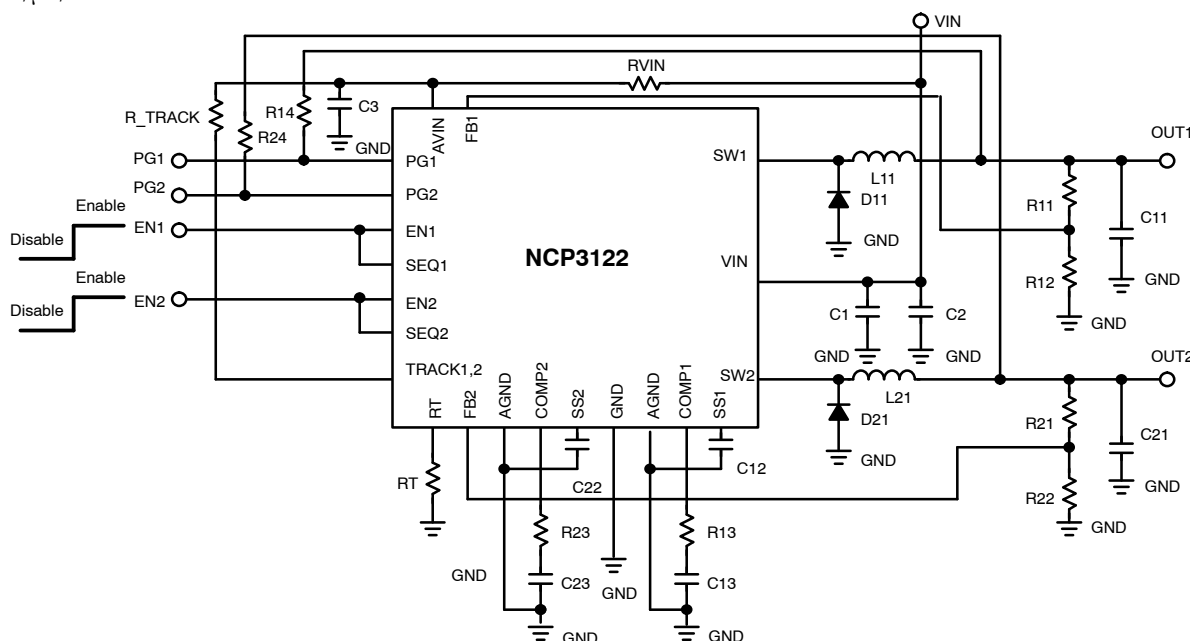 VIN
RVIN
C3
R14
R_TRACK
R24
GND
AVIN
FB1
OUT1
PG1
PG1
SW1
L11
D11
R11
C11
PG2
PG2
Enable
Disable
EN1
EN1
SEQ1
NCP3122
GND
VIN
R12
GND
Enable
Disable
EN2
EN2
SEQ2
C1
C2
GND
GND
GND
OUT2
TRACK1,2
SW2
L21
RT
FB2
AGND
COMP2
SS2
GND
AGND
COMP1
SS1
D21
R21
C21
GND
C12
RT
C22
R22
GND
R23
R13
GND
GND
C23
GND
C13
GND
GND